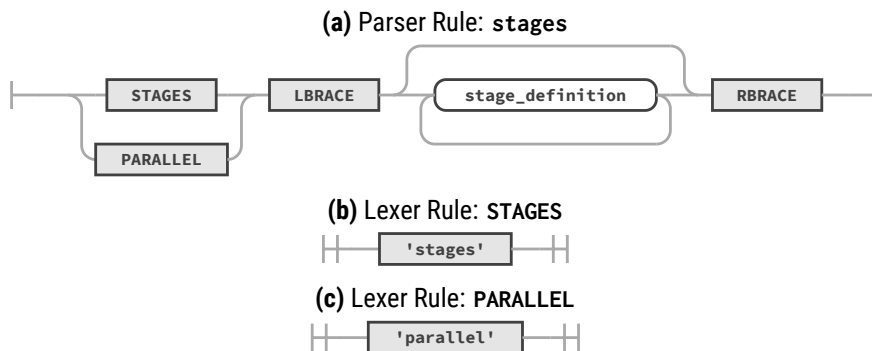 (a) Parser Rule: stages
STAGES LBRACE stage_definition RBRACE
PARALLEL
(b) Lexer Rule: STAGES
'stages'
(c) Lexer Rule: PARALLEL
'parallel'